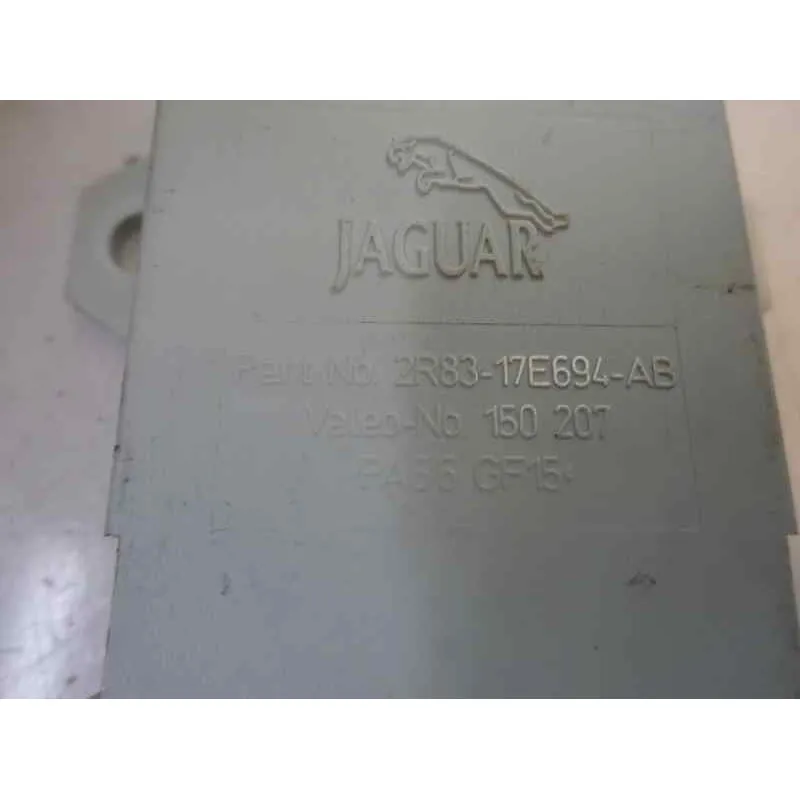 JAGUAR
Part No. 2R83-17E694-AB
Valeo-No. 150 207
PA66 GF15